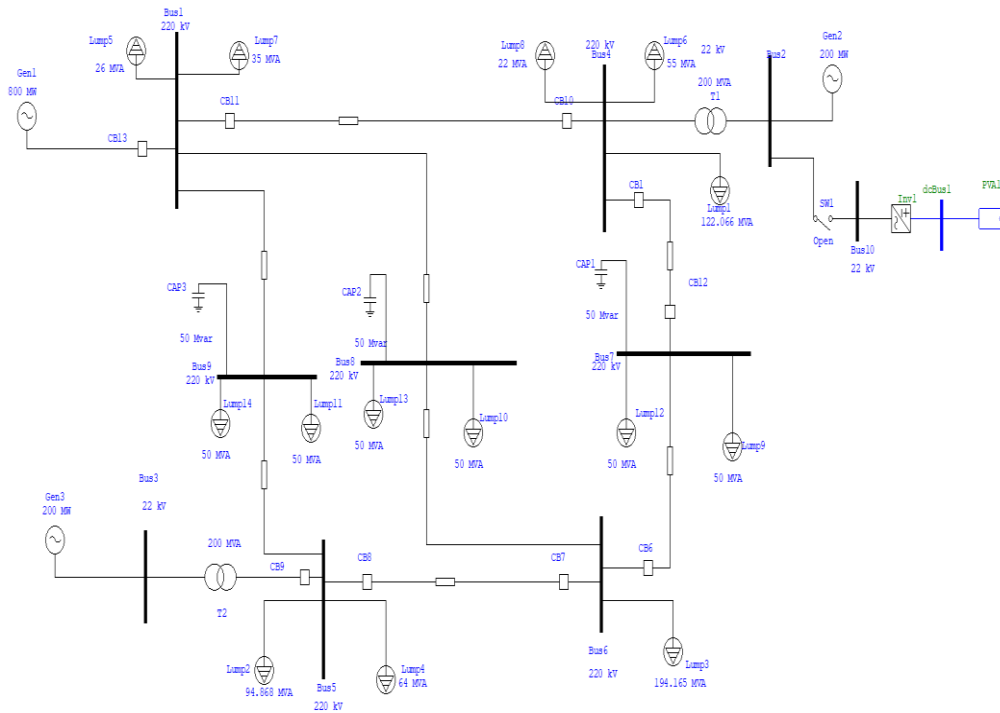 Bus1
220 kV
Lump5
26 MVA
Lump7
35 MVA
Gen1
800 MW
CB11
CB13
Lump8
22 MVA
220 kV
Bus4
Lump6
55 MVA
CB10
22 kV
200 MVA
T1
Bus2
Gen2
200 MW
CB1
Lump1
122.066 MVA
SW1
Open
Bus10
22 kV
Inv1
dcBus1
PVA1
CAP3
50 Mvar
Bus9
220 kV
Lump14
50 MVA
Lump11
50 MVA
CAP2
50 Mvar
Bus8
220 kV
Lump13
50 MVA
Lump10
50 MVA
CAP1
50 Mvar
CB12
Bus7
220 kV
Lump12
50 MVA
Lump9
50 MVA
Gen3
200 MW
Bus3
22 kV
200 MVA
T2
CB9
CB8
CB7
CB6
Lump2
94.868 MVA
Bus5
220 kV
Lump4
64 MVA
Bus6
220 kV
Lump3
194.165 MVA